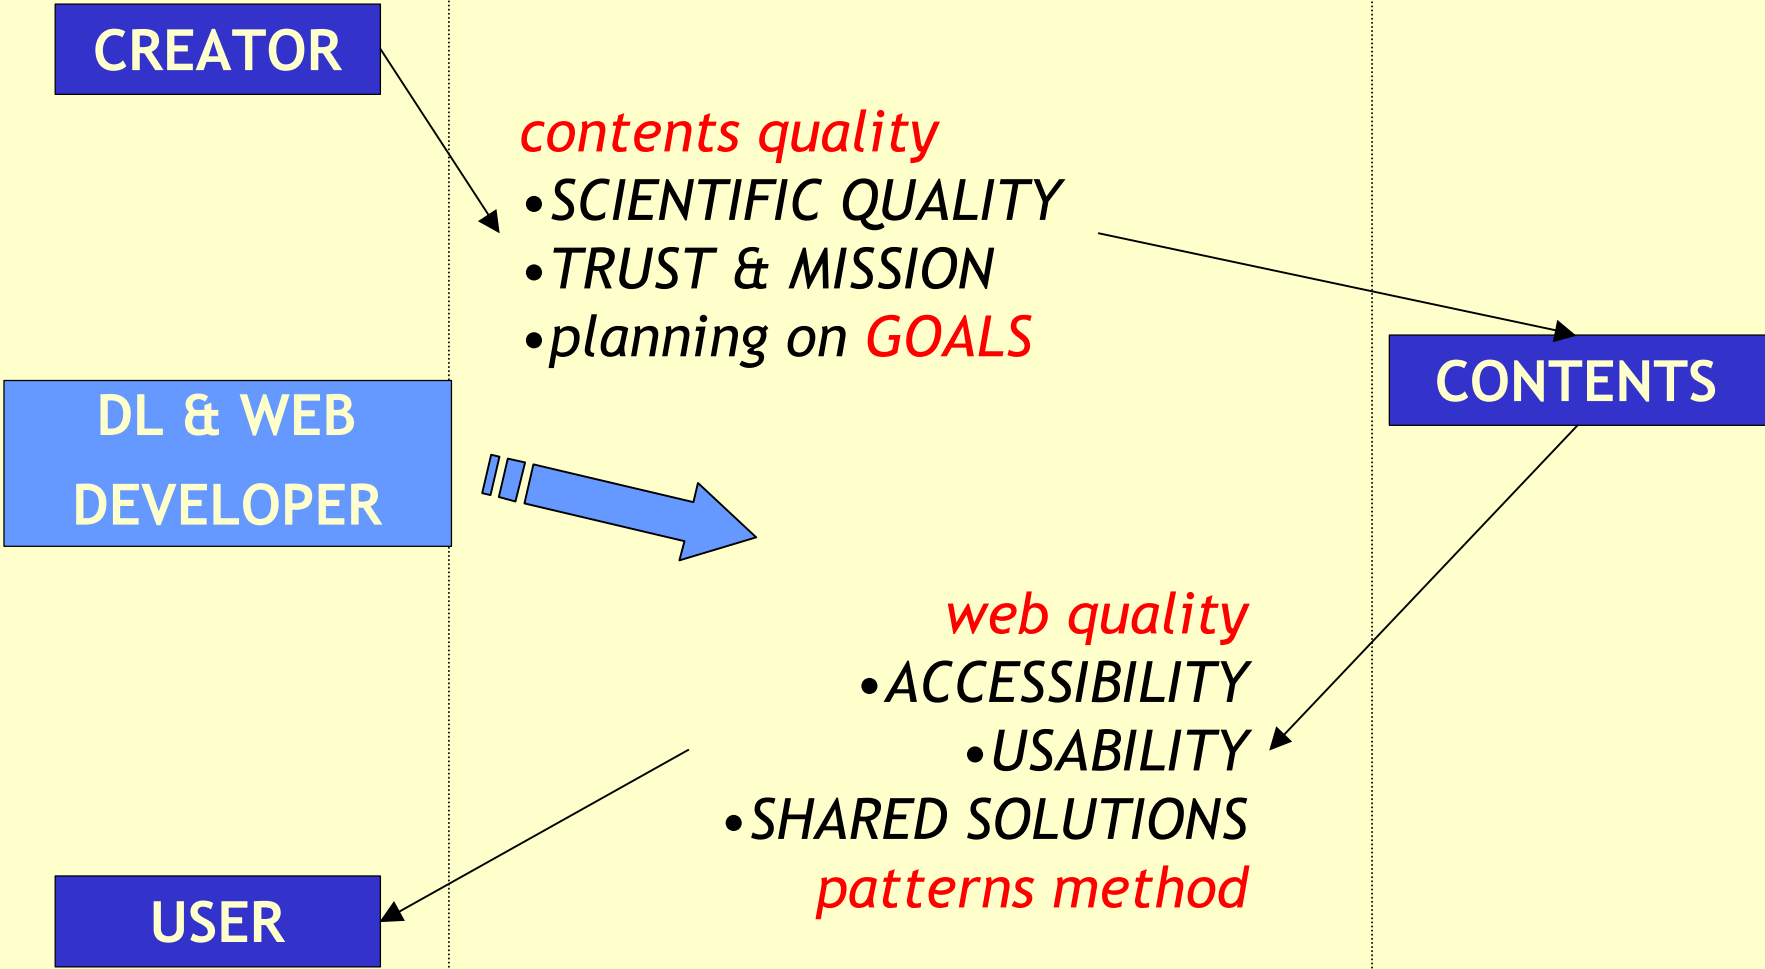 CREATOR
contents quality
•SCIENTIFIC QUALITY
•TRUST & MISSION
•planning on GOALS
CONTENTS
DL & WEB
DEVELOPER
web quality
•ACCESSIBILITY
•USABILITY
•SHARED SOLUTIONS
patterns method
USER